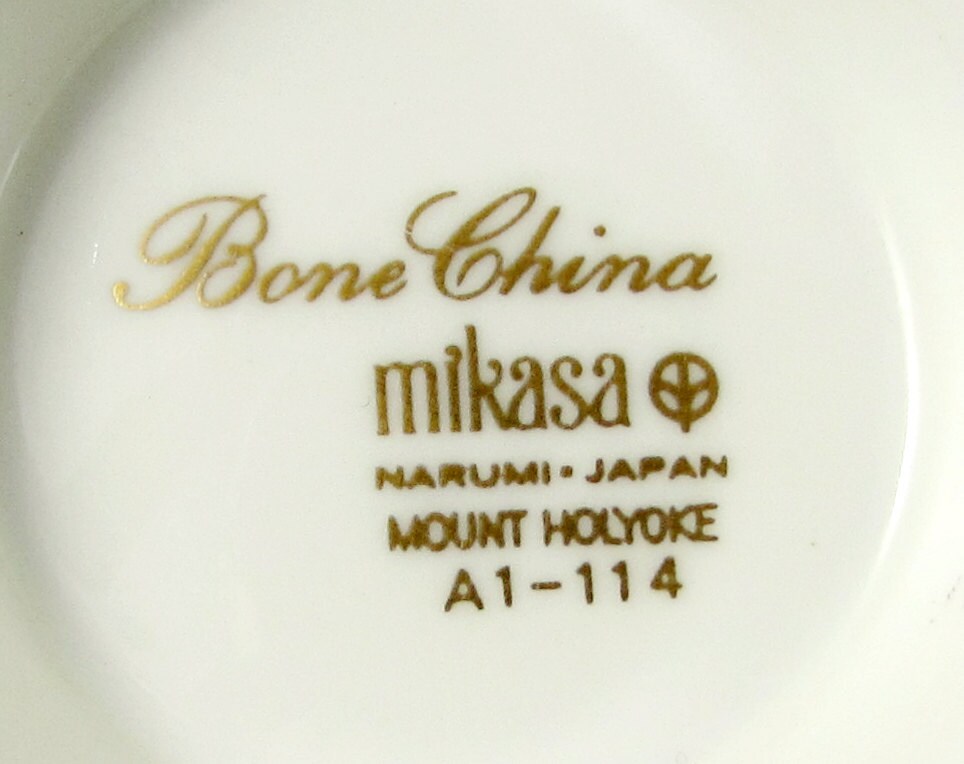 Bone China
mikasa
NARUMI · JAPAN
MOUNT HOLYOKE
A1-114